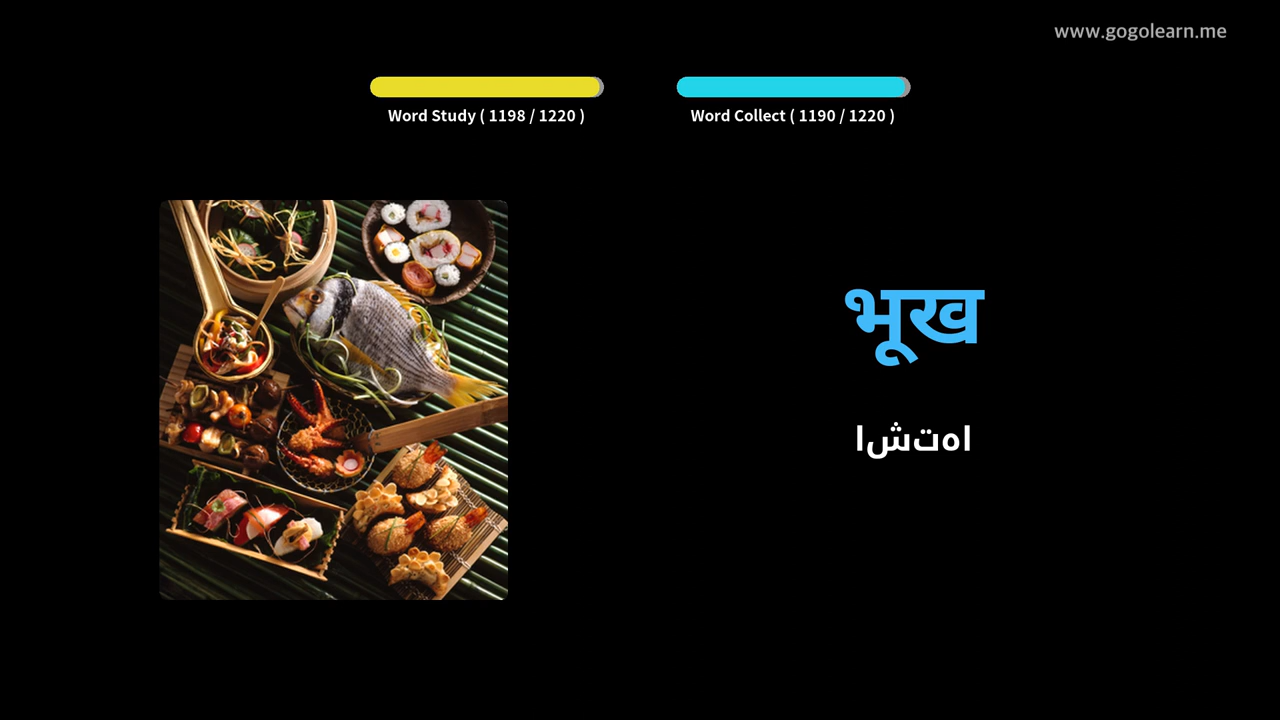 www.gogolearn.me
Word Study ( 1198 / 1220 )
Word Collect ( 1190 / 1220 )
भूख
اشتها